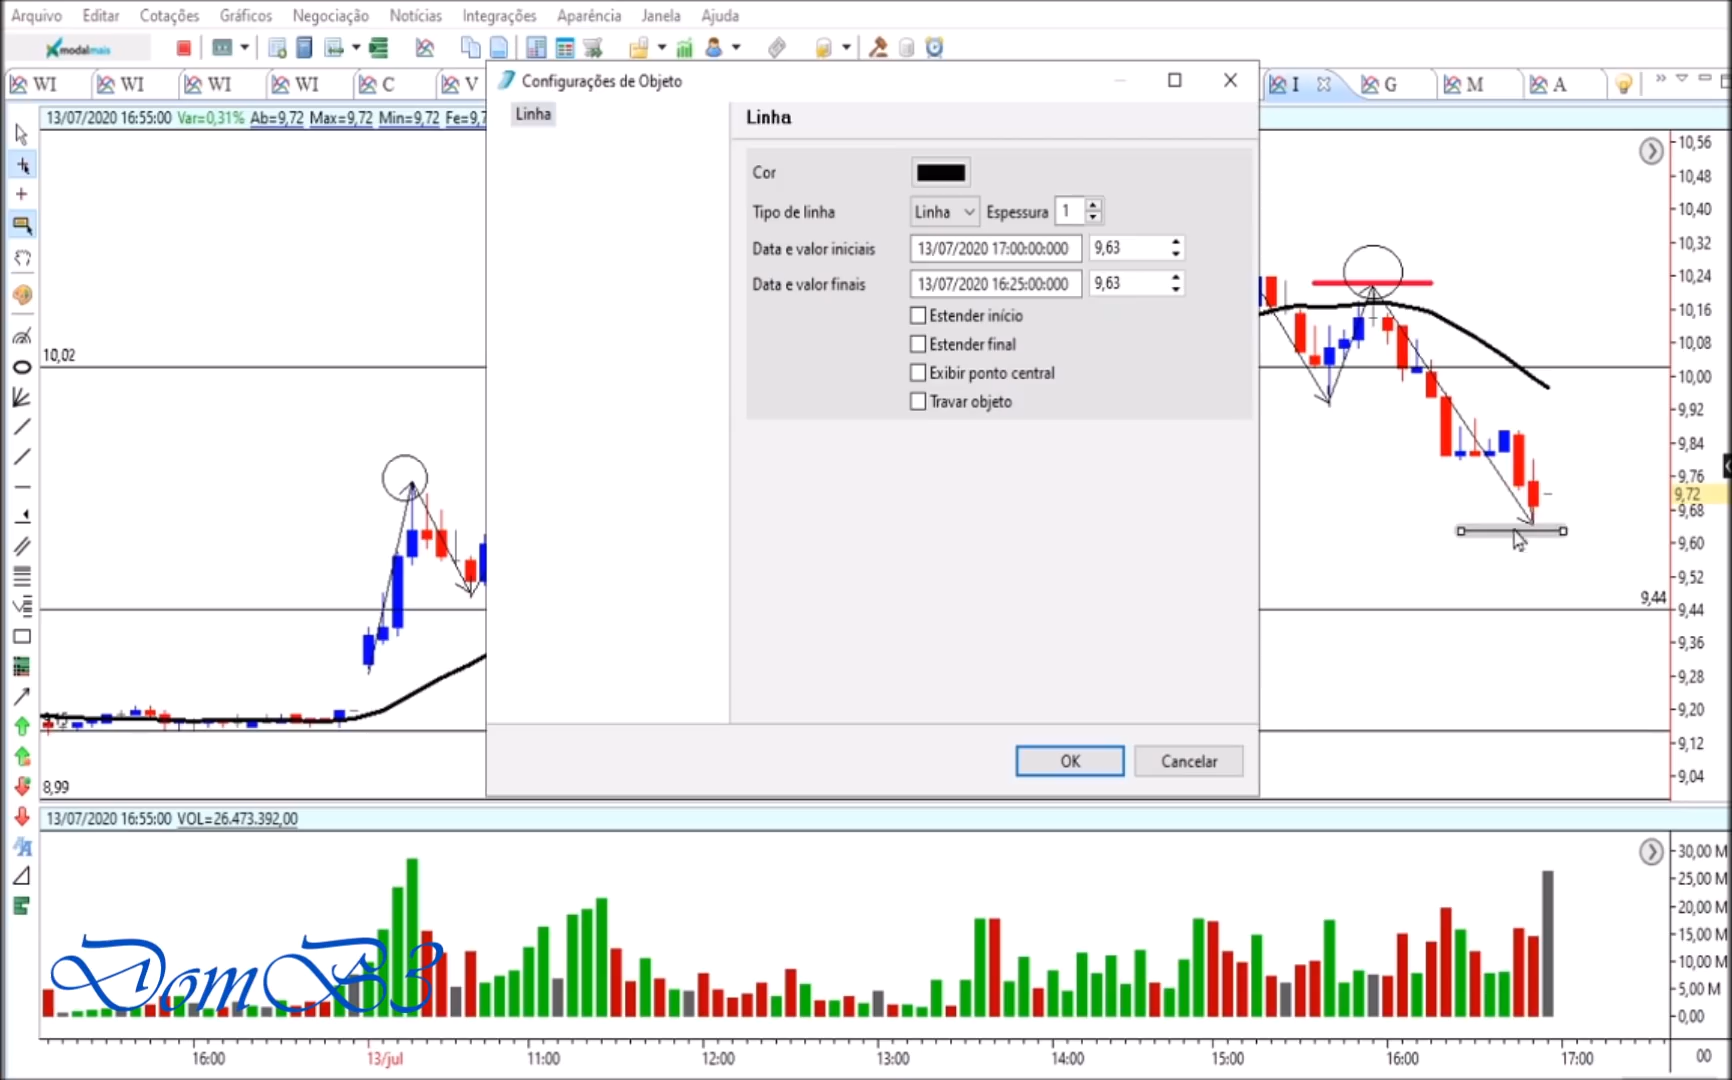 Arquivo Editar Cotações Gráficos Negociação Notícias Integrações Aparência Janela Ajuda
modalmais
WI WI WI WI C V I G M A
Configurações de Objeto
Linha
Linha
13/07/2020 16:55:00 Var=0,31% Ab=9,72 Max=9,72 Min=9,72 Fe=9,7
Cor
Tipo de linha Linha Espessura 1
Data e valor iniciais 13/07/2020 17:00:00:000 9,63
Data e valor finais 13/07/2020 16:25:00:000 9,63
Estender início
Estender final
Exibir ponto central
Travar objeto
OK Cancelar
10,02
8,99
9,44
10,56
10,48
10,40
10,32
10,24
10,16
10,08
10,00
9,92
9,84
9,76
9,72
9,68
9,60
9,52
9,44
9,36
9,28
9,20
9,12
9,04
13/07/2020 16:55:00 VOL=26.473.392,00
30,00 M
25,00 M
20,00 M
15,00 M
10,00 M
5,00 M
0,00
DomB3
16:00 13/jul 11:00 12:00 13:00 14:00 15:00 16:00 17:00 00